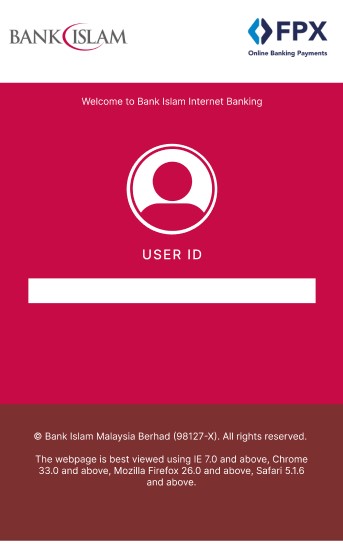 BANK ISLAM
FPX
Online Banking Payments
Welcome to Bank Islam Internet Banking
USER ID
© Bank Islam Malaysia Berhad (98127-X). All rights reserved.
The webpage is best viewed using IE 7.0 and above, Chrome
33.0 and above, Mozilla Firefox 26.0 and above, Safari 5.1.6
and above.